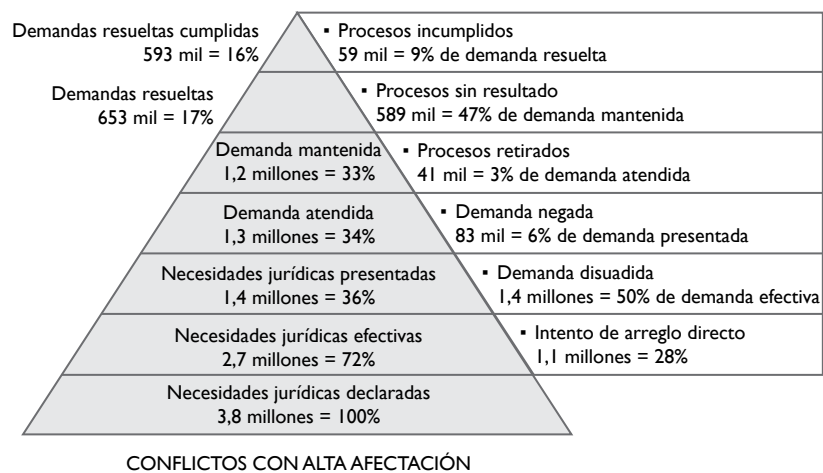 Demandas resueltas cumplidas
593 mil = 16%
▪ Procesos incumplidos
59 mil = 9% de demanda resuelta
Demandas resueltas
653 mil = 17%
▪ Procesos sin resultado
589 mil = 47% de demanda mantenida
Demanda mantenida
1,2 millones = 33%
▪ Procesos retirados
41 mil = 3% de demanda atendida
Demanda atendida
1,3 millones = 34%
▪ Demanda negada
83 mil = 6% de demanda presentada
Necesidades jurídicas presentadas
1,4 millones = 36%
▪ Demanda disuadida
1,4 millones = 50% de demanda efectiva
Necesidades jurídicas efectivas
2,7 millones = 72%
▪ Intento de arreglo directo
1,1 millones = 28%
Necesidades jurídicas declaradas
3,8 millones = 100%
CONFLICTOS CON ALTA AFECTACIÓN